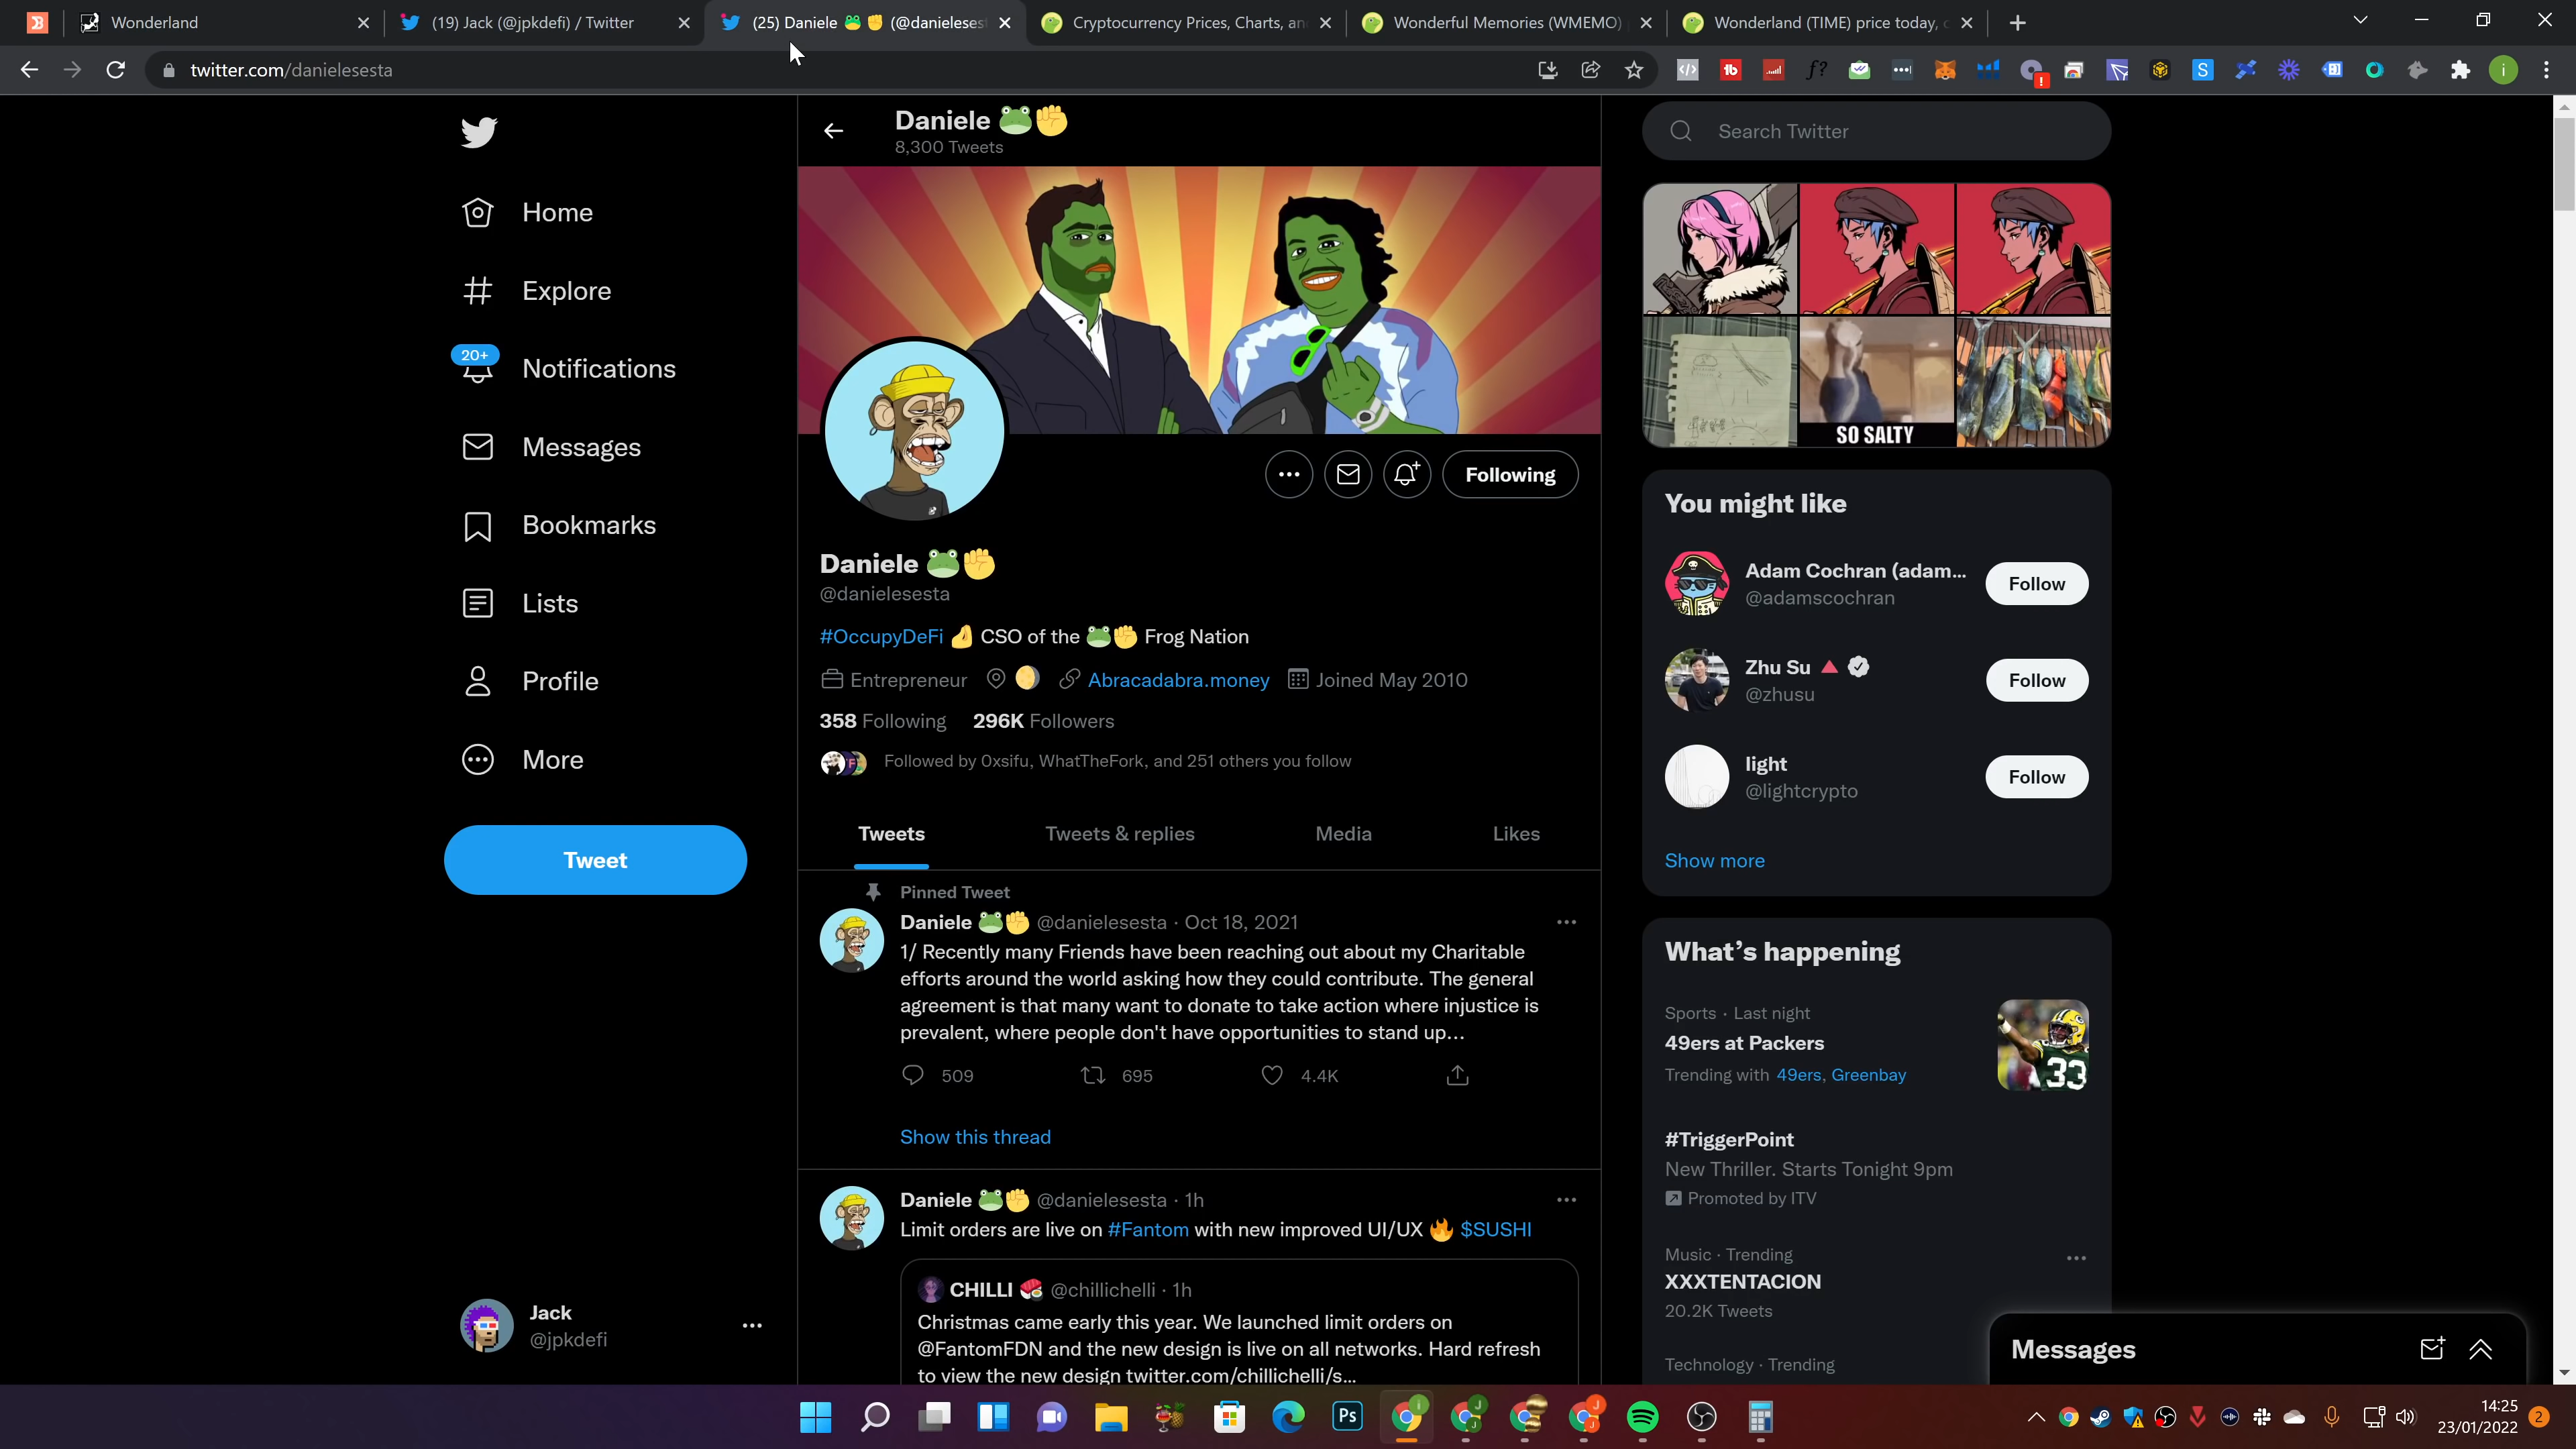 Wonderland
(19) Jack (@jpkdefi) / Twitter
(25) Daniele 🐸✊ (@danielesest
Cryptocurrency Prices, Charts, an
Wonderful Memories (WMEMO)
Wonderland (TIME) price today,
twitter.com/danielesesta
Home
Explore
20+
Notifications
Messages
Bookmarks
Lists
Profile
More
Tweet
Jack
@jpkdefi
Daniele 🐸✊
8,300 Tweets
Following
Daniele 🐸✊
@danielesesta
#OccupyDeFi 🤌 CSO of the 🐸✊ Frog Nation
Entrepreneur 🌖 Abracadabra.money Joined May 2010
358 Following 296K Followers
Followed by 0xsifu, WhatTheFork, and 251 others you follow
Tweets Tweets & replies Media Likes
Pinned Tweet
Daniele 🐸✊ @danielesesta · Oct 18, 2021
1/ Recently many Friends have been reaching out about my Charitable
efforts around the world asking how they could contribute. The general
agreement is that many want to donate to take action where injustice is
prevalent, where people don't have opportunities to stand up...
509 695 4.4K
Show this thread
Daniele 🐸✊ @danielesesta · 1h
Limit orders are live on #Fantom with new improved UI/UX 🔥 $SUSHI
CHILLI 🍣 @chillichelli · 1h
Christmas came early this year. We launched limit orders on
@FantomFDN and the new design is live on all networks. Hard refresh
to view the new design twitter.com/chillichelli/s...
Search Twitter
SO SALTY
You might like
Adam Cochran (adam...
@adamscochran
Follow
Zhu Su 🔺
@zhusu
Follow
light
@lightcrypto
Follow
Show more
What's happening
Sports · Last night
49ers at Packers
Trending with 49ers, Greenbay
33
#TriggerPoint
New Thriller. Starts Tonight 9pm
Promoted by ITV
Music · Trending
XXXTENTACION
20.2K Tweets
Technology · Trending
Messages
Ps
14:25
23/01/2022
2